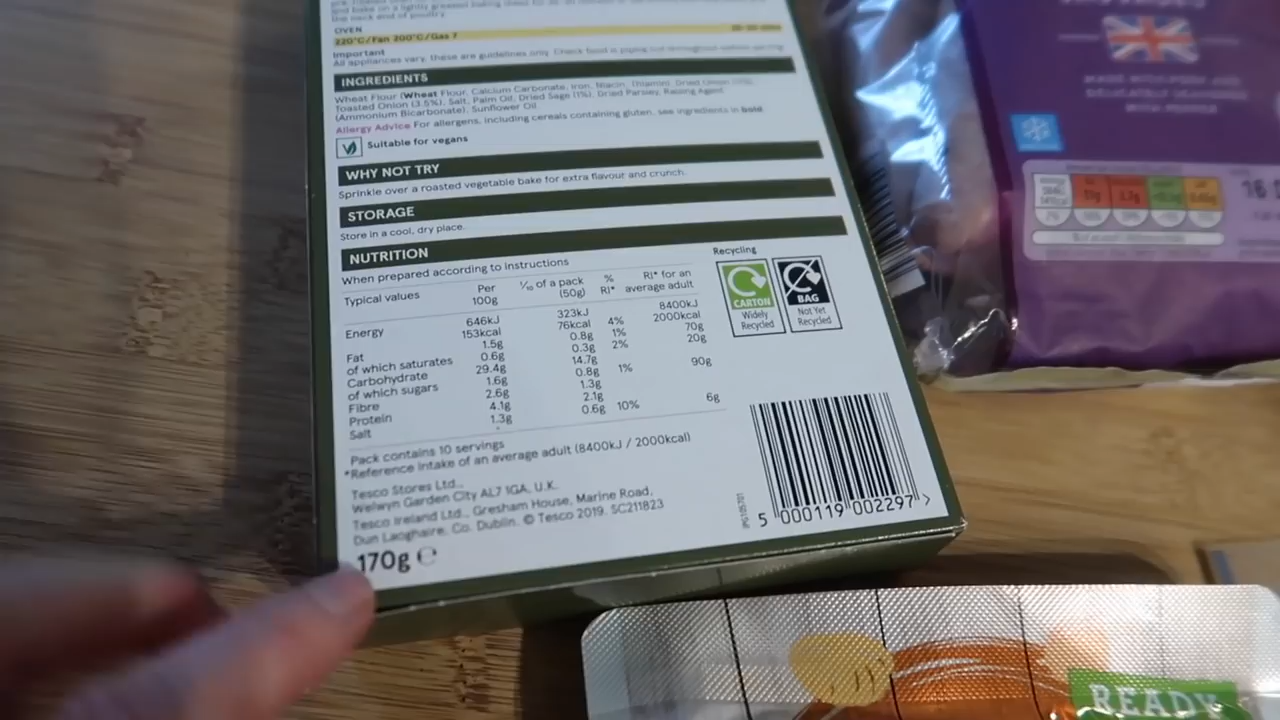 OVEN
220°C/Fan 200°C/Gas 7
Important
All appliances vary, these are guidelines only. Check food is piping hot throughout before serving.
INGREDIENTS
Wheat Flour (Wheat Flour, Calcium Carbonate, Iron, Niacin, Thiamin), Dried Onion
Toasted Onion (3.5%), Salt, Palm Oil, Dried Sage (1%), Dried Parsley, Raising Agent
(Ammonium Bicarbonate), Sunflower Oil.
Allergy Advice For allergens, including cereals containing gluten, see ingredients in bold.
Suitable for vegans
WHY NOT TRY
Sprinkle over a roasted vegetable bake for extra flavour and crunch.
STORAGE
Store in a cool, dry place.
NUTRITION
When prepared according to instructions
Typical values Per 100g 1/10 of a pack (50g) % RI* RI* for an average adult
Energy 646kJ 323kJ 8400kJ
153kcal 76kcal 4% 2000kcal
Fat 1.5g 0.8g 1% 70g
of which saturates 0.6g 0.3g 2% 20g
Carbohydrate 29.4g 14.7g
of which sugars 1.6g 0.8g 1% 90g
Fibre 2.6g 1.3g
Protein 4.1g 2.1g
Salt 1.3g 0.6g 10% 6g
Pack contains 10 servings
*Reference intake of an average adult (8400kJ / 2000kcal)
Tesco Stores Ltd.,
Welwyn Garden City AL7 1GA, U.K.
Tesco Ireland Ltd., Gresham House, Marine Road,
Dun Laoghaire, Co. Dublin. © Tesco 2019. SC211823
170g ℮
Recycling
CARTON
Widely
Recycled
BAG
Not Yet
Recycled
5 000119 002297 >
READY